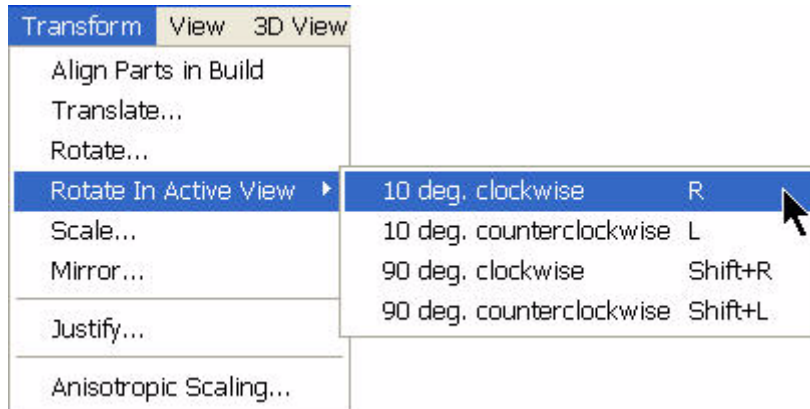 Transform View 3D View
Align Parts in Build
Translate...
Rotate...
Rotate In Active View
10 deg. clockwise R
Scale...
10 deg. counterclockwise L
Mirror...
90 deg. clockwise Shift+R
90 deg. counterclockwise Shift+L
Justify...
Anisotropic Scaling...